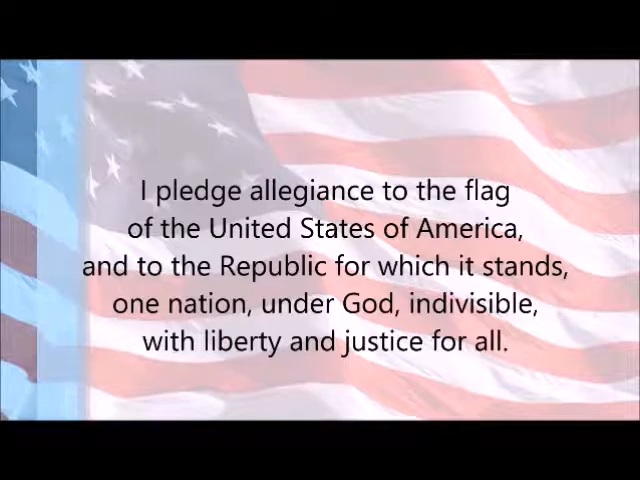 I pledge allegiance to the flag
of the United States of America,
and to the Republic for which it stands,
one nation, under God, indivisible,
with liberty and justice for all.